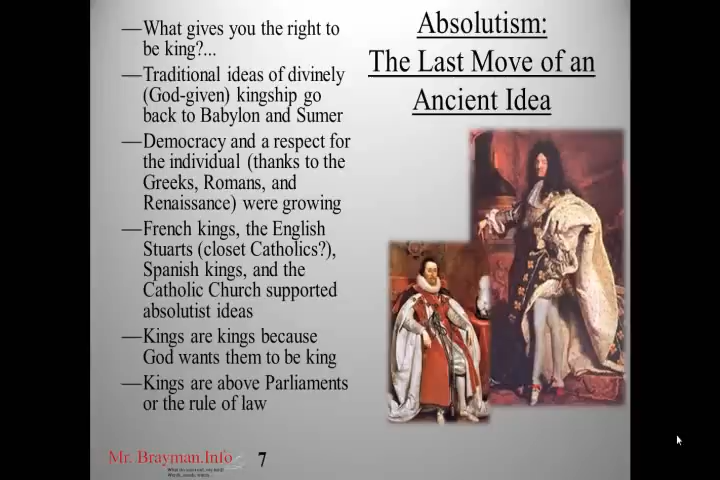 Absolutism:
The Last Move of an
Ancient Idea
—What gives you the right to
be king?...
—Traditional ideas of divinely
(God-given) kingship go
back to Babylon and Sumer
—Democracy and a respect for
the individual (thanks to the
Greeks, Romans, and
Renaissance) were growing
—French kings, the English
Stuarts (closet Catholics?),
Spanish kings, and the
Catholic Church supported
absolutist ideas
—Kings are kings because
God wants them to be king
—Kings are above Parliaments
or the rule of law
Mr. Brayman.Info
7